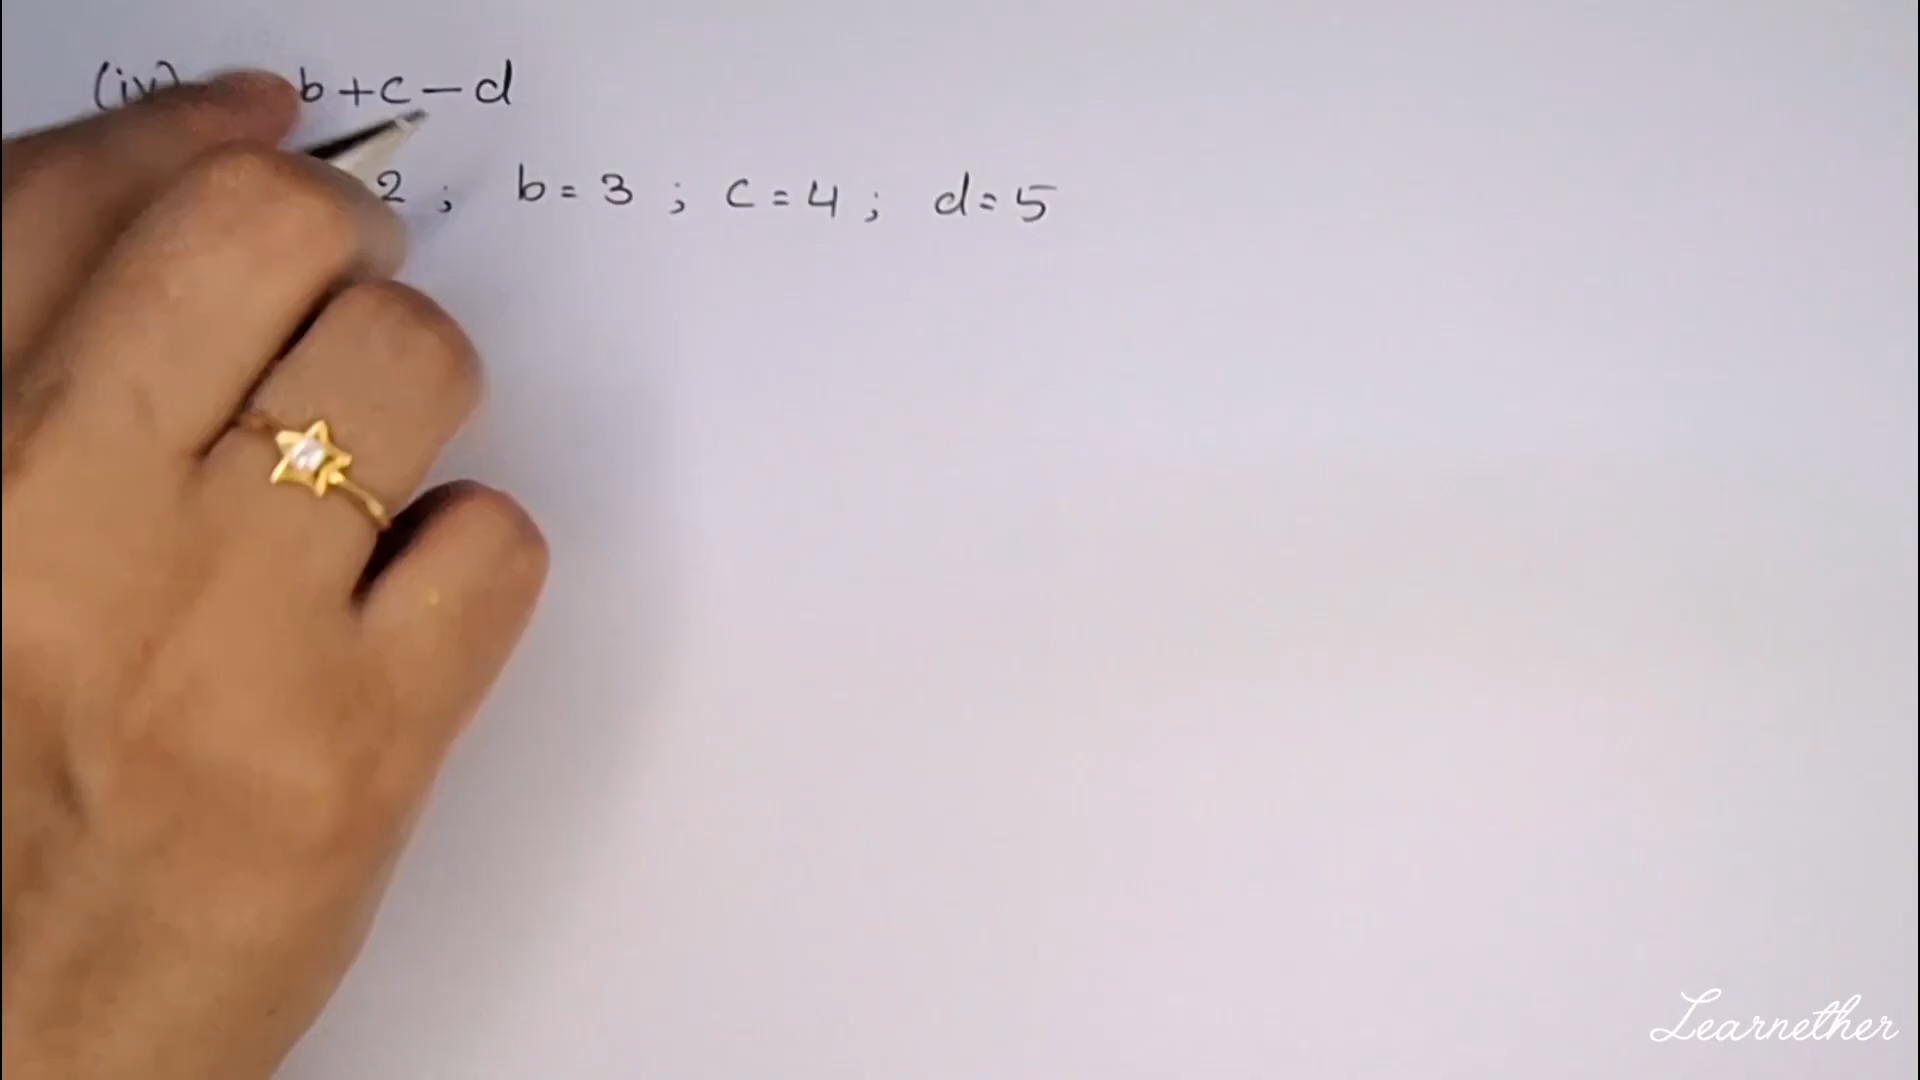 (iv) b+c-d
2 ; b=3 ; c=4 ; d=5
Learnether